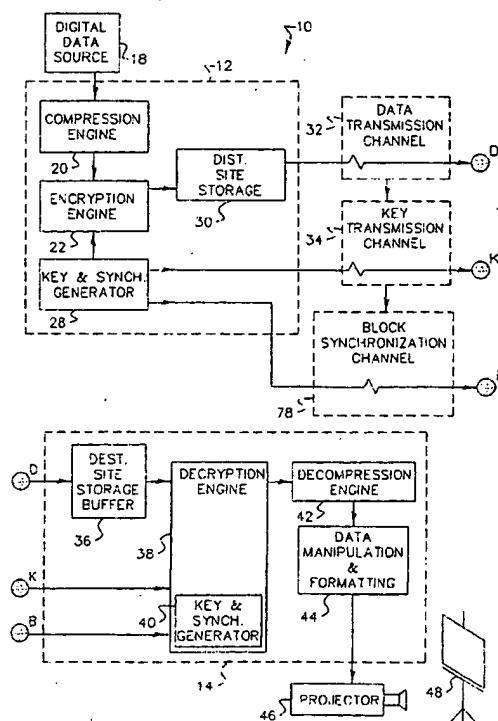 DIGITAL
DATA
SOURCE
18
10
12
COMPRESSION
ENGINE
20
ENCRYPTION
ENGINE
22
KEY & SYNCH.
GENERATOR
28
DIST.
SITE
STORAGE
30
32
DATA
TRANSMISSION
CHANNEL
D
34
KEY
TRANSMISSION
CHANNEL
K
BLOCK
SYNCHRONIZATION
CHANNEL
78
D
DEST.
SITE
STORAGE
BUFFER
36
DECRYPTION
ENGINE
38
DECOMPRESSION
ENGINE
42
DATA
MANIPULATION
&
FORMATTING
44
K
B
40
KEY &
SYNCH.
GENERATOR
14
PROJECTOR
46
48